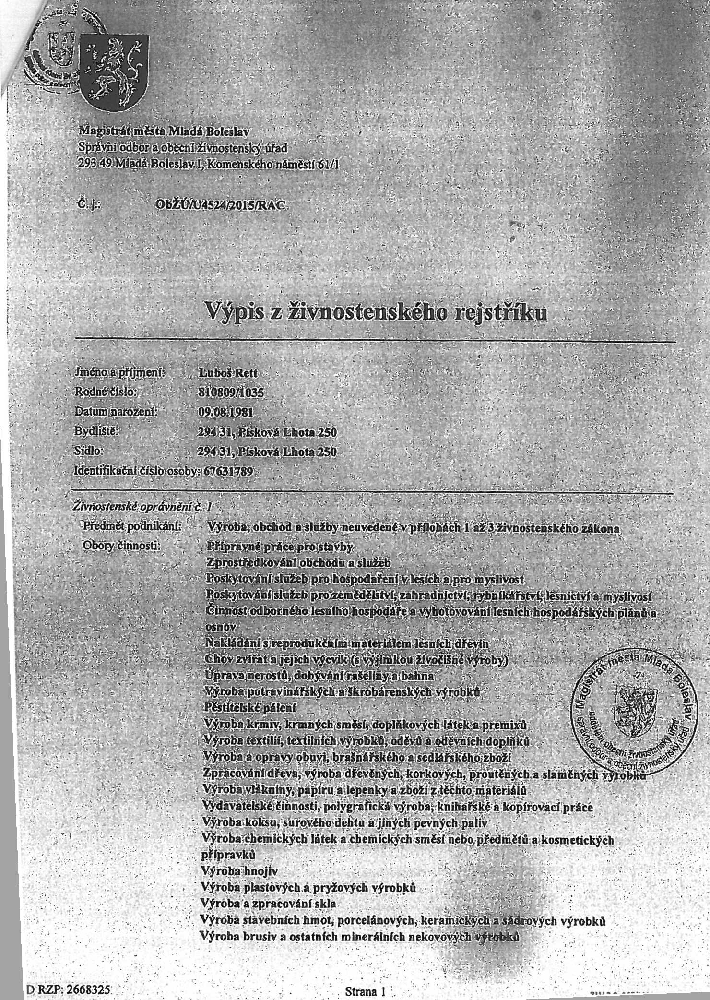 Magistrát města Mladá Boleslav
Správní odbor a obecní živnostenský úřad
293 49 Mladá Boleslav I, Komenského náměstí 61/1
Č. j.: ObŽÚ/U4524/2015/RAC
Výpis z živnostenského rejstříku
Jméno a příjmení: Luboš Rett
Rodné číslo: 810809/1035
Datum narození: 09.08.1981
Bydliště: 294 31, Písková Lhota 250
Sídlo: 294 31, Písková Lhota 250
Identifikační číslo osoby: 67631789
Živnostenské oprávnění č. 1
Předmět podnikání: Výroba, obchod a služby neuvedené v přílohách 1 až 3 živnostenského zákona
Obory činnosti: Přípravné práce pro stavby
Zprostředkování obchodu a služeb
Poskytování služeb pro hospodaření v lesích a pro myslivost
Poskytování služeb pro zemědělství, zahradnictví, rybníkářství, lesnictví a myslivost
Činnost odborného lesního hospodáře a vyhotovování lesních hospodářských plánů a
osnov
Nakládání s reprodukčním materiálem lesních dřevin
Chov zvířat a jejich výcvik (s výjimkou živočišné výroby)
Úprava nerostů, dobývání rašeliny a bahna
Výroba potravinářských a škrobárenských výrobků
Pěstitelské pálení
Výroba krmiv, krmných směsí, doplňkových látek a premixů
Výroba textilií, textilních výrobků, oděvů a oděvních doplňků
Výroba a opravy obuvi, brašnářského a sedlářského zboží
Zpracování dřeva, výroba dřevěných, korkových, proutěných a slaměných výrobků
Výroba vlákniny, papíru a lepenky a zboží z těchto materiálů
Vydavatelské činnosti, polygrafická výroba, knihařské a kopírovací práce
Výroba koksu, surového dehtu a jiných pevných paliv
Výroba chemických látek a chemických směsí nebo předmětů a kosmetických
přípravků
Výroba hnojiv
Výroba plastových a pryžových výrobků
Výroba a zpracování skla
Výroba stavebních hmot, porcelánových, keramických a sádrových výrobků
Výroba brusiv a ostatních minerálních nekovových výrobků
Magistrát města Mladá Boleslav
oddělení obecní živnostenský úřad
Správní odbor a obecní živnostenský úřad
D RZP: 2668325
Strana 1